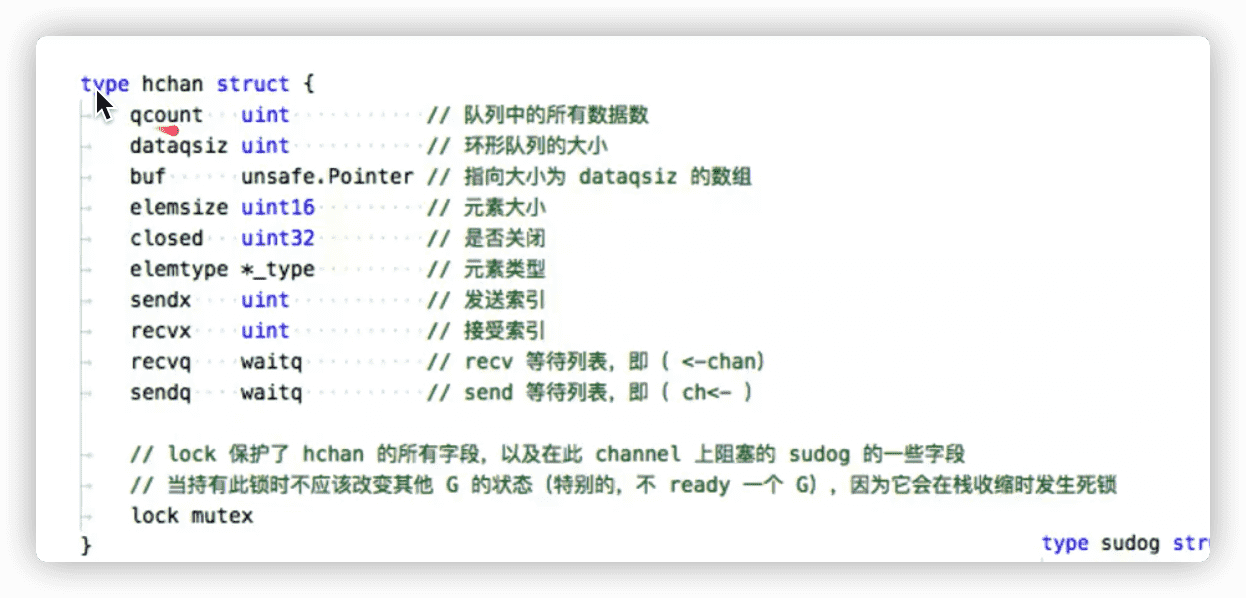 type hchan struct {
qcount uint // 队列中的所有数据数
dataqsiz uint // 环形队列的大小
buf unsafe.Pointer // 指向大小为 dataqsiz 的数组
elemsize uint16 // 元素大小
closed uint32 // 是否关闭
elemtype *_type // 元素类型
sendx uint // 发送索引
recvx uint // 接受索引
recvq waitq // recv 等待列表，即（ <-chan）
sendq waitq // send 等待列表，即（ ch<- ）
// lock 保护了 hchan 的所有字段，以及在此 channel 上阻塞的 sudog 的一些字段
// 当持有此锁时不应该改变其他 G 的状态（特别的，不 ready 一个 G），因为它会在栈收缩时发生死锁
lock mutex
}
type sudog str